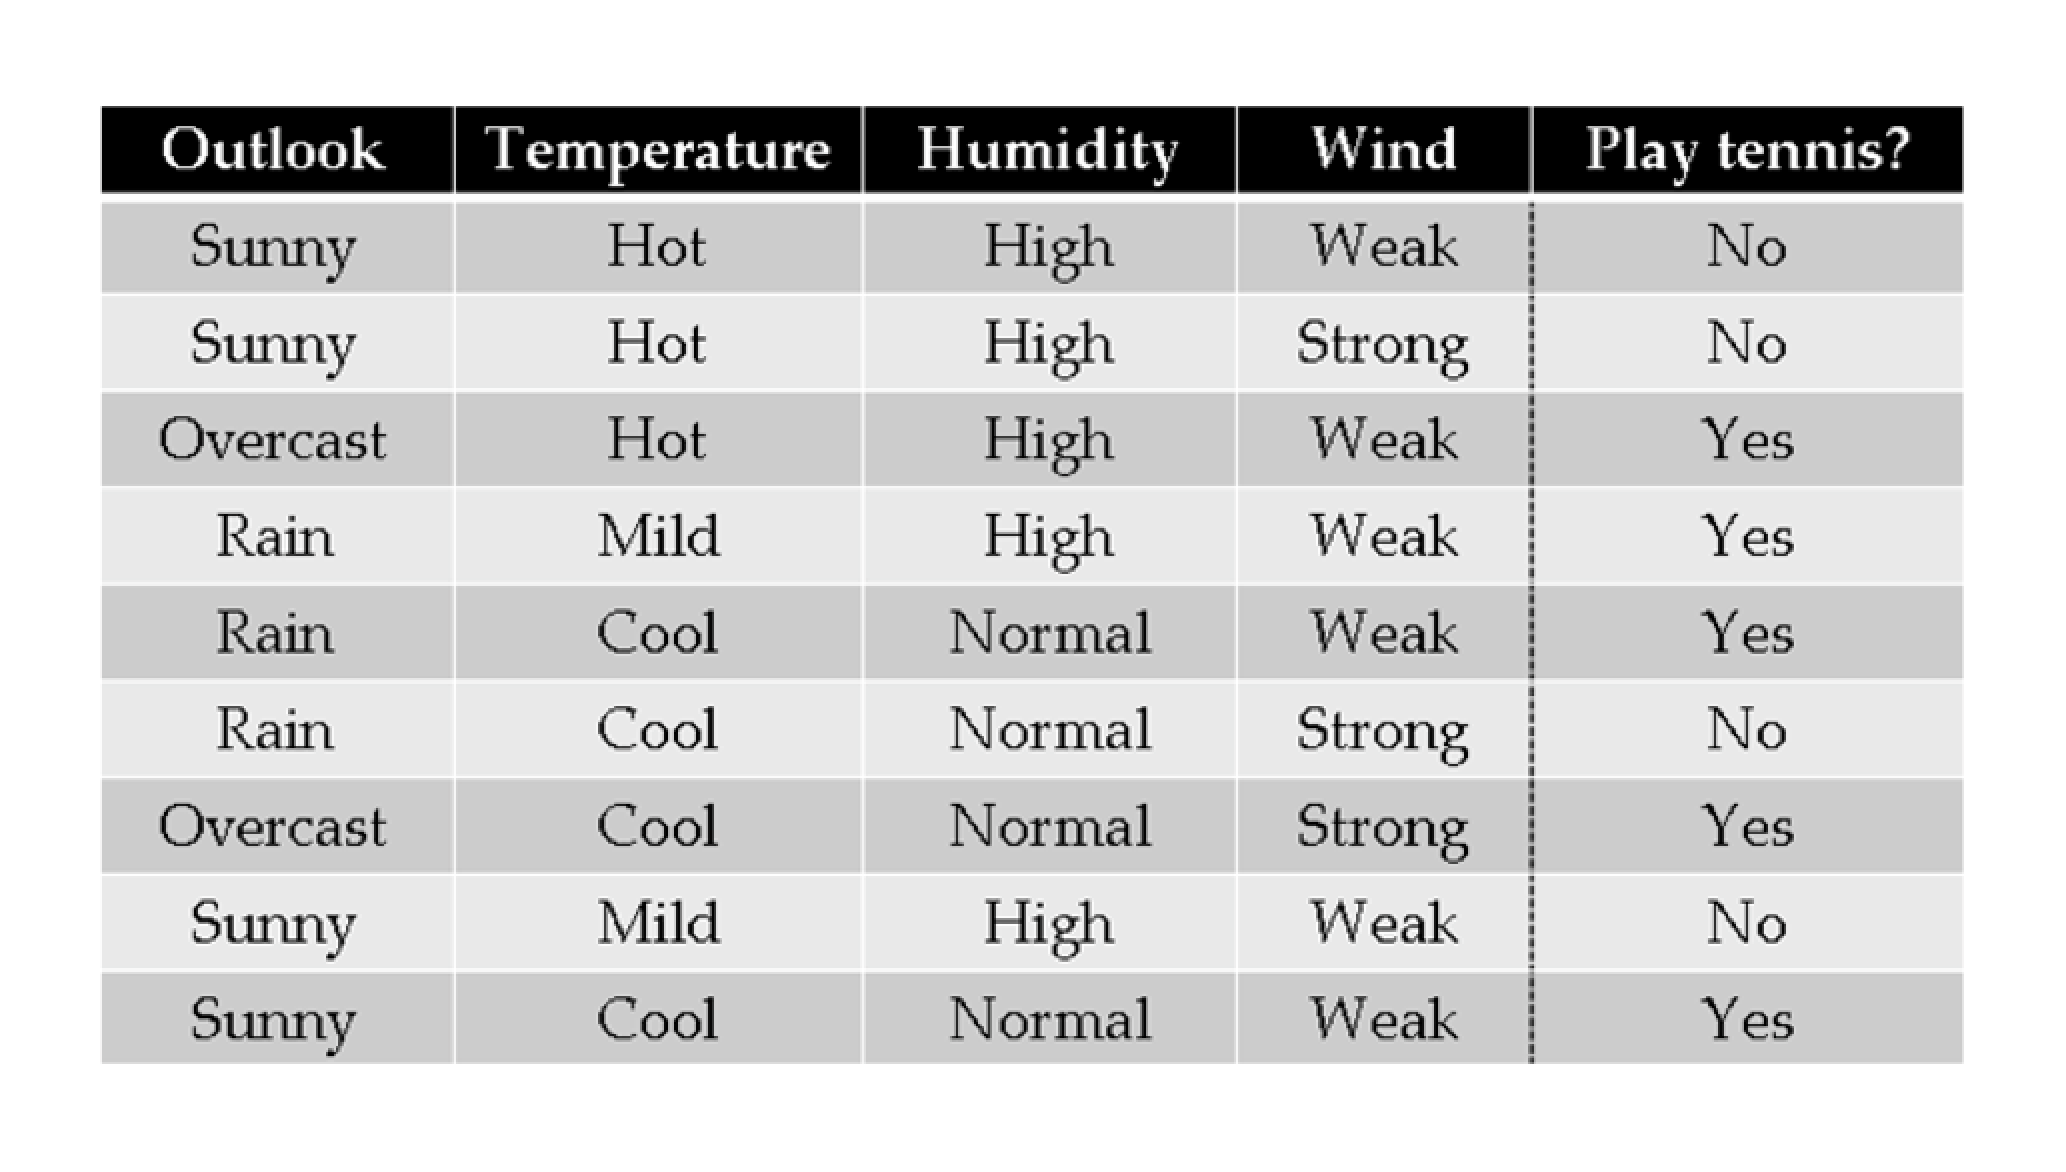 Outlook Temperature Humidity Wind Play tennis?
Sunny Hot High Weak No
Sunny Hot High Strong No
Overcast Hot High Weak Yes
Rain Mild High Weak Yes
Rain Cool Normal Weak Yes
Rain Cool Normal Strong No
Overcast Cool Normal Strong Yes
Sunny Mild High Weak No
Sunny Cool Normal Weak Yes